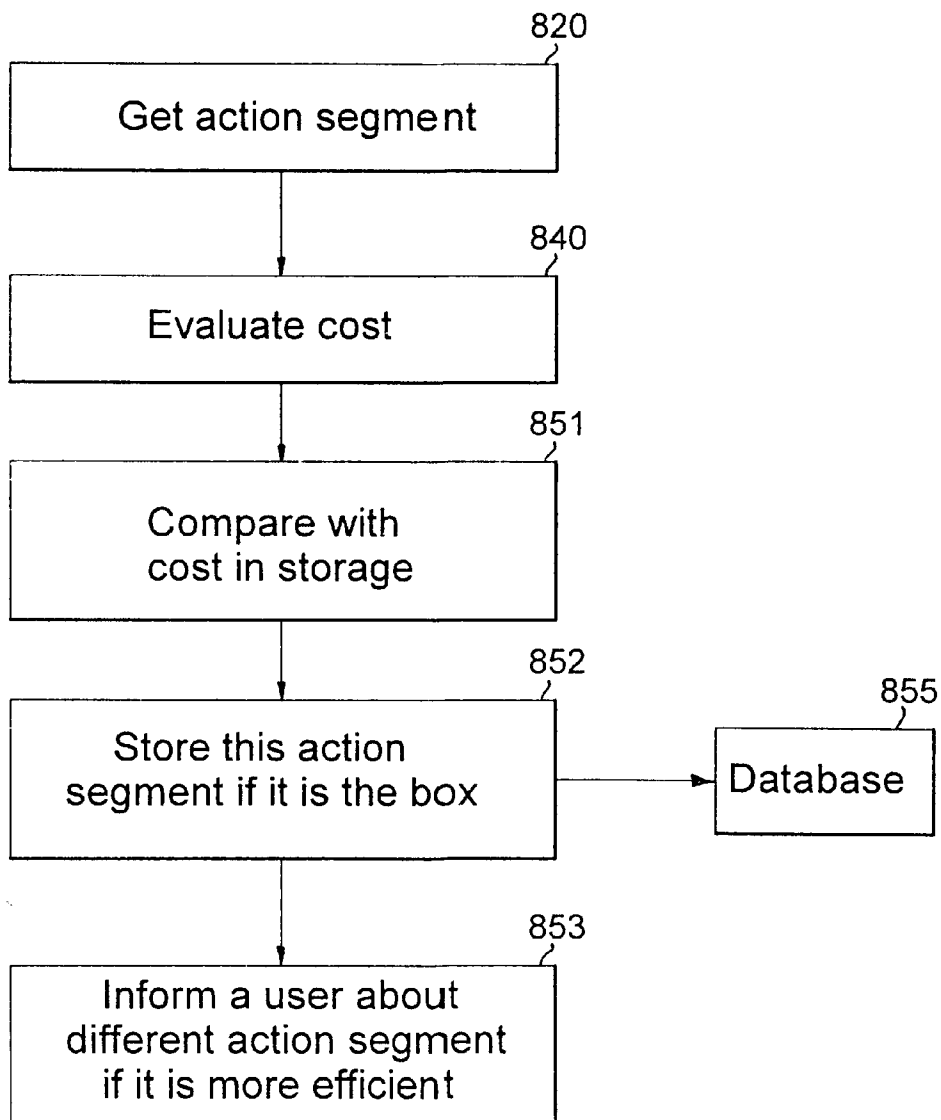 820
Get action segment
840
Evaluate cost
851
Compare with
cost in storage
852
Store this action
segment if it is the box
855
Database
853
Inform a user about
different action segment
if it is more efficient